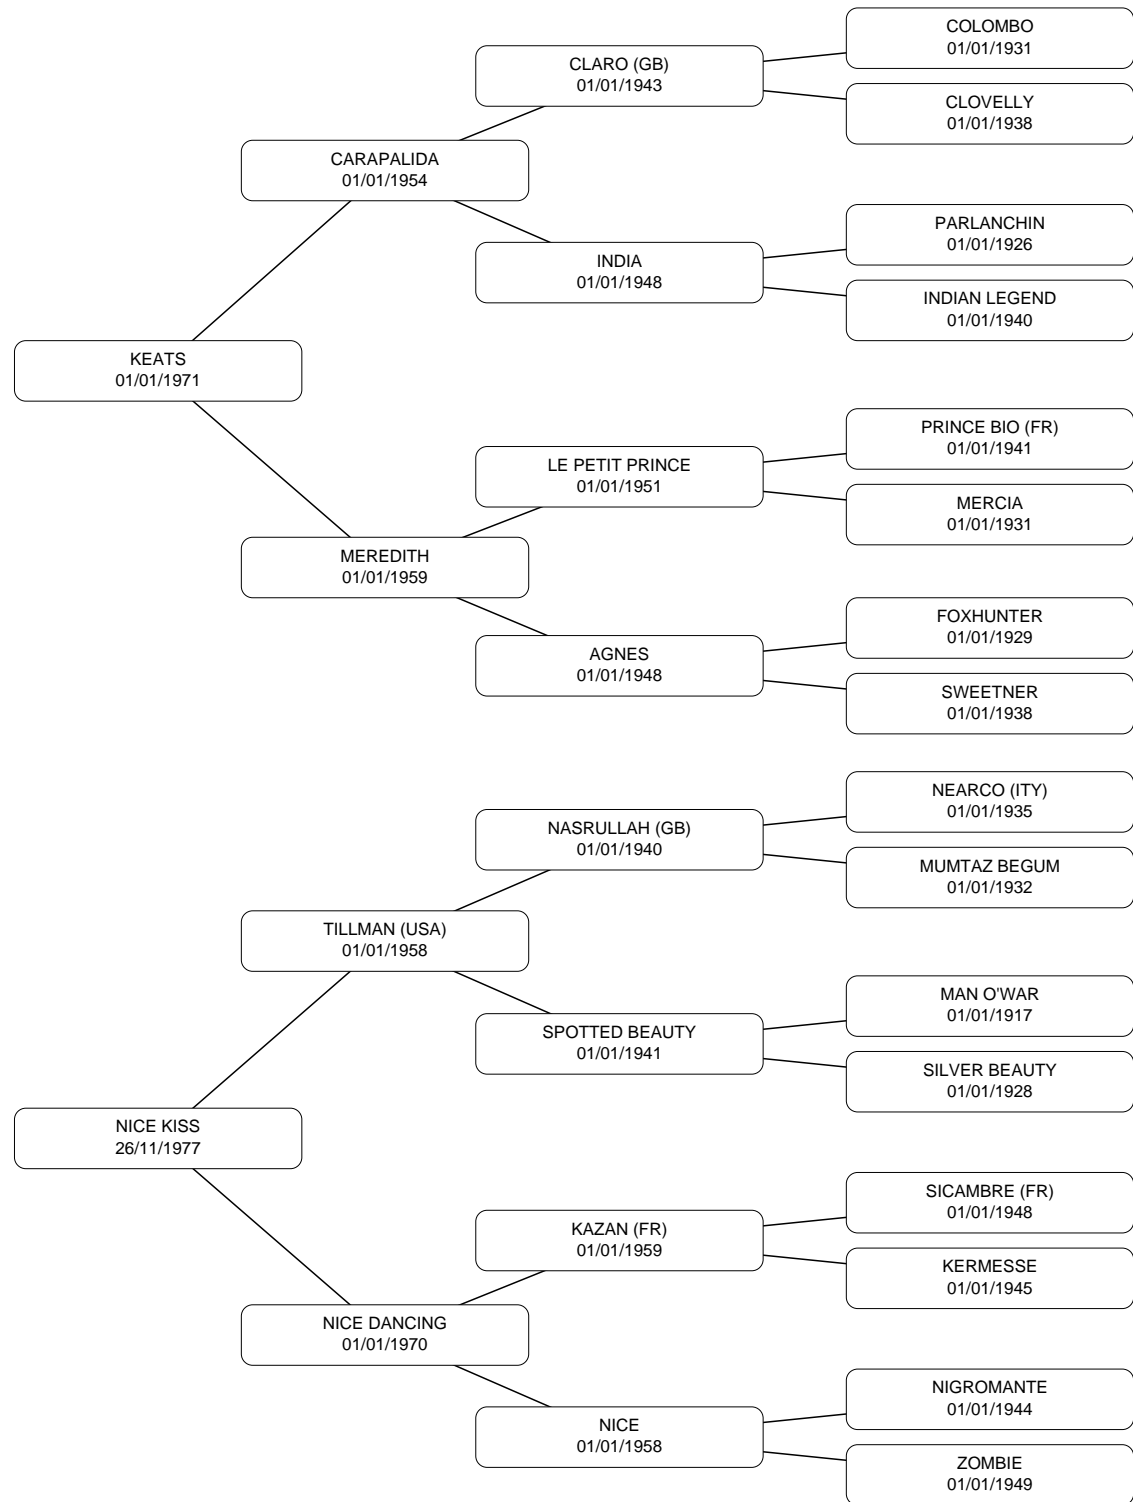 COLOMBO
01/01/1931
CLARO (GB)
01/01/1943
CLOVELLY
01/01/1938
CARAPALIDA
01/01/1954
PARLANCHIN
01/01/1926
INDIA
01/01/1948
INDIAN LEGEND
01/01/1940
KEATS
01/01/1971
PRINCE BIO (FR)
01/01/1941
LE PETIT PRINCE
01/01/1951
MERCIA
01/01/1931
MEREDITH
01/01/1959
FOXHUNTER
01/01/1929
AGNES
01/01/1948
SWEETNER
01/01/1938
NEARCO (ITY)
01/01/1935
NASRULLAH (GB)
01/01/1940
MUMTAZ BEGUM
01/01/1932
TILLMAN (USA)
01/01/1958
MAN O'WAR
01/01/1917
SPOTTED BEAUTY
01/01/1941
SILVER BEAUTY
01/01/1928
NICE KISS
26/11/1977
SICAMBRE (FR)
01/01/1948
KAZAN (FR)
01/01/1959
KERMESSE
01/01/1945
NICE DANCING
01/01/1970
NIGROMANTE
01/01/1944
NICE
01/01/1958
ZOMBIE
01/01/1949